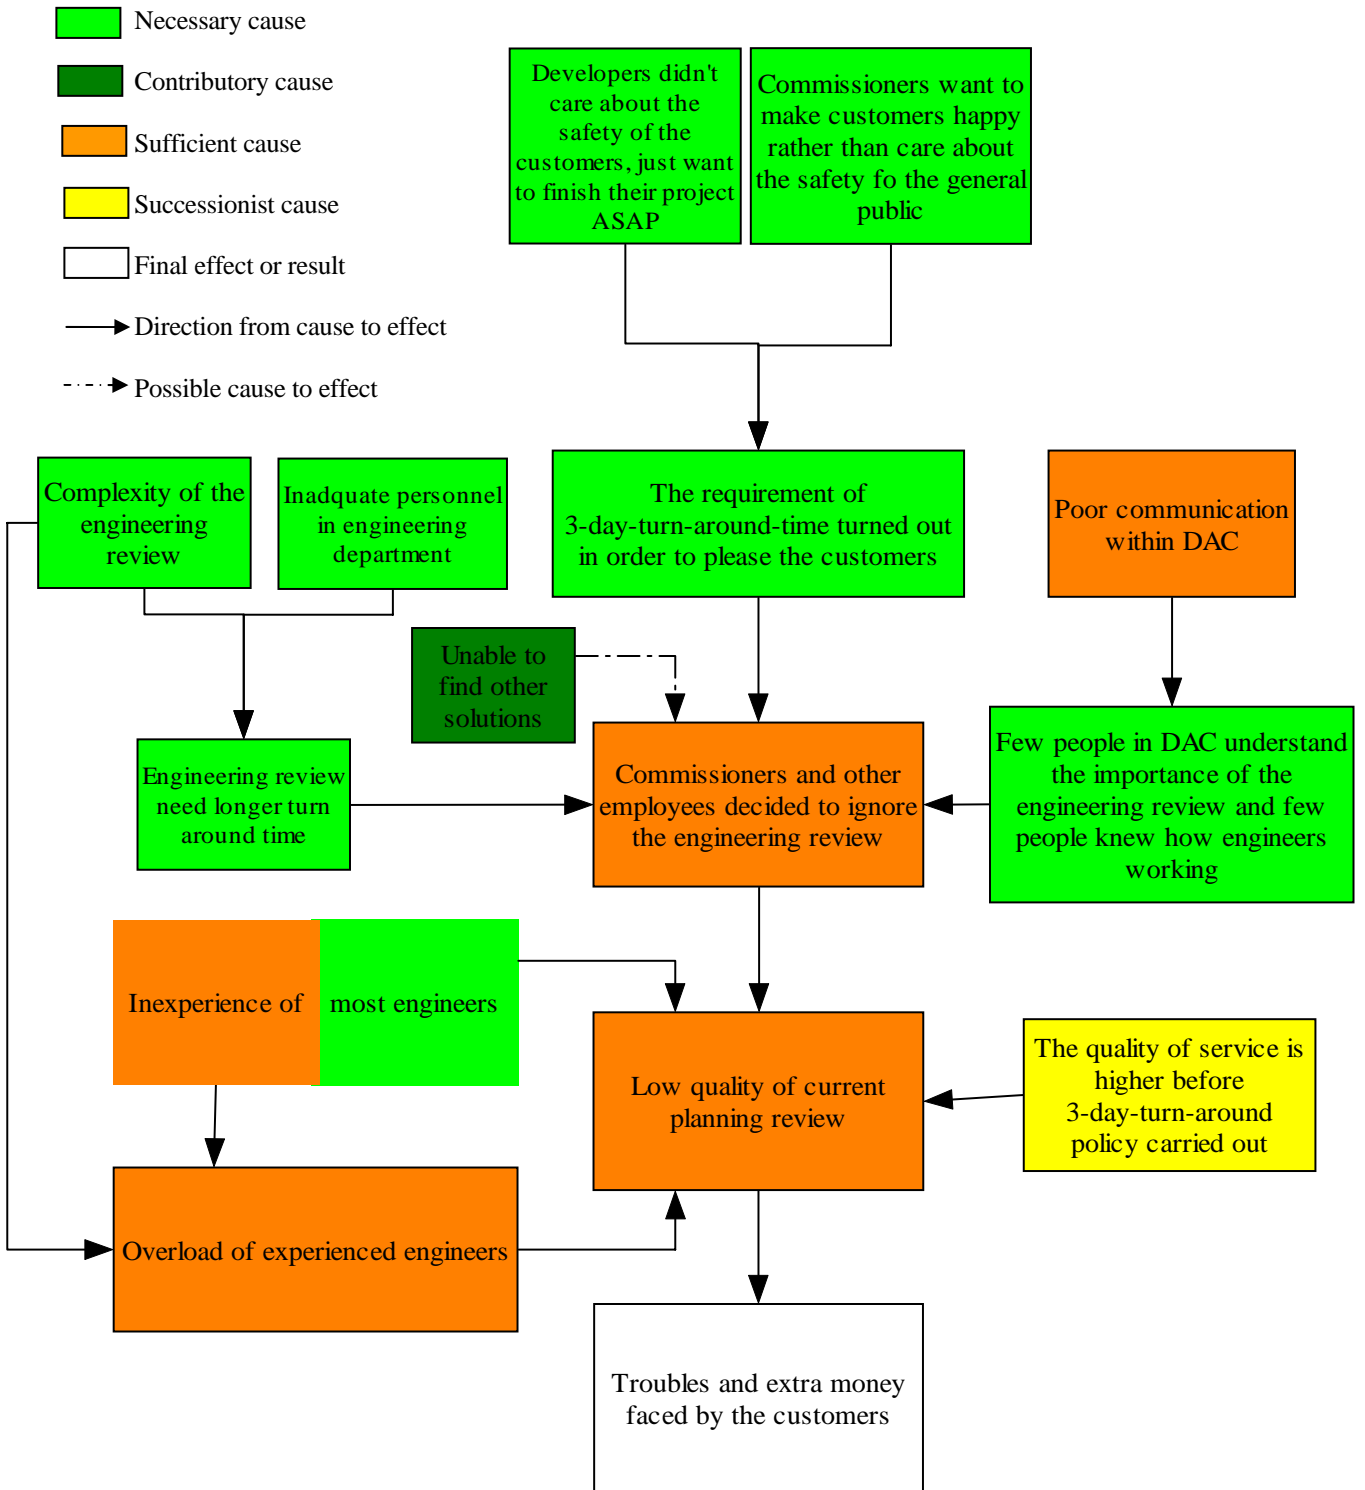 Necessary cause
Contributory cause
Sufficient cause
Successionist cause
Final effect or result
Direction from cause to effect
Possible cause to effect
Developers didn't
care about the
safety of the
customers, just want
to finish their project
ASAP
Commissioners want to
make customers happy
rather than care about
the safety fo the general
public
Complexity of the
engineering
review
Inadquate personnel
in engineering
department
The requirement of
3-day-turn-around-time turned out
in order to please the customers
Poor communication
within DAC
Unable to
find other
solutions
Engineering review
need longer turn
around time
Commissioners and other
employees decided to ignore
the engineering review
Few people in DAC understand
the importance of the
engineering review and few
people knew how engineers
working
Inexperience of most engineers
Low quality of current
planning review
The quality of service is
higher before
3-day-turn-around
policy carried out
Overload of experienced engineers
Troubles and extra money
faced by the customers